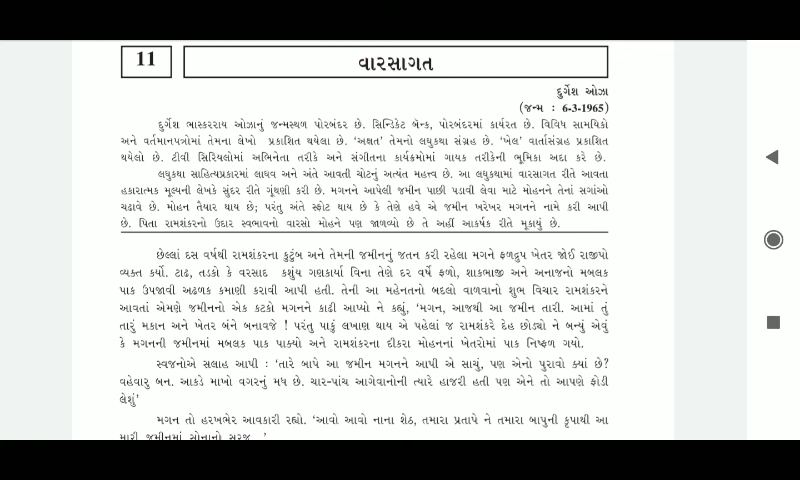 11
વારસાગત
દુર્ગેશ ઓઝા
(જન્મ : 6-3-1965)
દુર્ગેશ ભાસ્કરરાય ઓઝાનું જન્મસ્થળ પોરબંદર છે. સિન્ડિકેટ બૅન્ક, પોરબંદરમાં કાર્યરત છે. વિવિધ સામયિકો
અને વર્તમાનપત્રોમાં તેમના લેખો પ્રકાશિત થયેલા છે. ‘અક્ષત’ તેમનો લઘુકથા સંગ્રહ છે. ‘ખેલ’ વાર્તાસંગ્રહ પ્રકાશિત
થયેલો છે. ટીવી સિરિયલોમાં અભિનેતા તરીકે અને સંગીતના કાર્યક્રમોમાં ગાયક તરીકેની ભૂમિકા અદા કરે છે.
લઘુકથા સાહિત્યપ્રકારમાં લાઘવ અને અંતે આવતી ચોટનું અત્યંત મહત્ત્વ છે. આ લઘુકથામાં વારસાગત રીતે આવતા
હકારાત્મક મૂલ્યની લેખકે સુંદર રીતે ગૂંથણી કરી છે. મગનને આપેલી જમીન પાછી પડાવી લેવા માટે મોહનને તેનાં સગાંઓ
ચઢાવે છે. મોહન તૈયાર થાય છે; પરંતુ અંતે સ્ફોટ થાય છે કે તેણે હવે એ જમીન ખરેખર મગનને નામે કરી આપી
છે. પિતા રામશંકરનો ઉદાર સ્વભાવનો વારસો મોહને પણ જાળવ્યો છે તે અહીં આકર્ષક રીતે મૂકાયું છે.
છેલ્લાં દસ વર્ષથી રામશંકરના કુટુંબ અને તેમની જમીનનું જતન કરી રહેલા મગને ફળદ્રુપ ખેતર જોઈ રાજીપો
વ્યક્ત કર્યો. ટાઢ, તડકો કે વરસાદ કશુંય ગણકાર્યા વિના તેણે દર વર્ષે ફળો, શાકભાજી અને અનાજનો મબલક
પાક ઉપજાવી અઢળક કમાણી કરાવી આપી હતી. તેની આ મહેનતનો બદલો વાળવાનો શુભ વિચાર રામશંકરને
આવતાં એમણે જમીનનો એક કટકો મગનને કાઢી આપ્યો ને કહ્યું, ‘મગન, આજથી આ જમીન તારી. આમાં તું
તારું મકાન અને ખેતર બંને બનાવજે ! પરંતુ પાકું લખાણ થાય એ પહેલાં જ રામશંકરે દેહ છોડ્યો ને બન્યું એવું
કે મગનની જમીનમાં મબલક પાક પાક્યો અને રામશંકરના દીકરા મોહનનાં ખેતરોમાં પાક નિષ્ફળ ગયો.
સ્વજનોએ સલાહ આપી : ‘તારે બાપે આ જમીન મગનને આપી એ સાચું, પણ એનો પુરાવો ક્યાં છે?
વહેવારુ બન. આકડે માખો વગરનું મધ છે. ચાર-પાંચ આગેવાનોની ત્યારે હાજરી હતી પણ એને તો આપણે ફોડી
લેશું’
મગન તો હરખભેર આવકારી રહ્યો. ‘આવો આવો નાના શેઠ, તમારા પ્રતાપે ને તમારા બાપુની કૃપાથી આ
મારી જમીનમાં સોનાનો સૂરજ...’